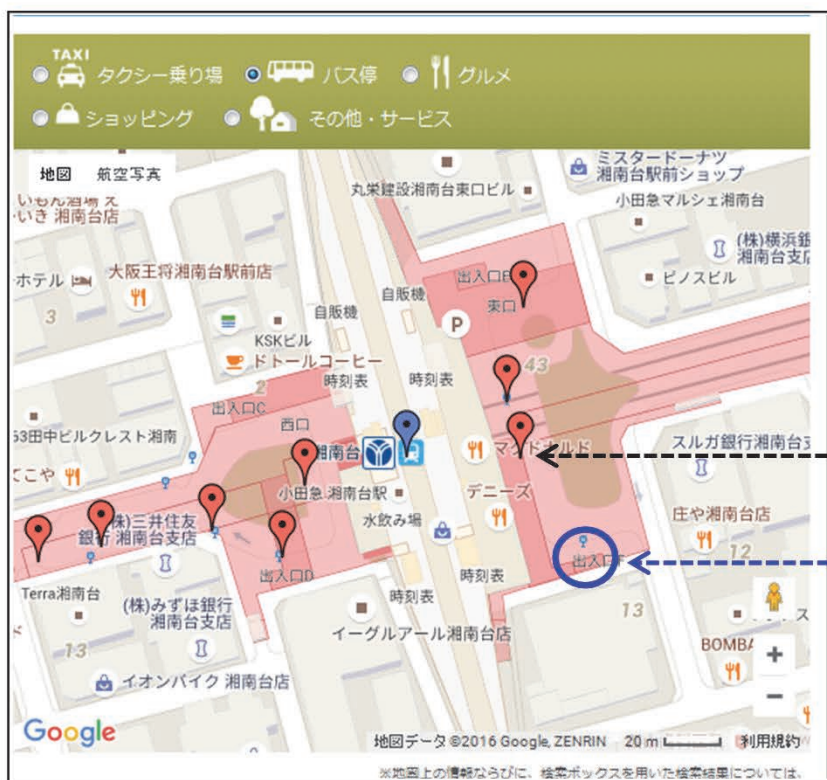 TAXI
タクシー乗り場
バス停
グルメ
ショッピング
その他・サービス
地図 航空写真
ミスタードーナツ
湘南台駅前ショップ
丸栄建設湘南台東口ビル
小田急マルシェ湘南台
いき 湘南台店
(株)横浜銀
湘南台支店
ホテル
大阪王将湘南台駅前店
出入口E
東口
ピノスビル
自販機
自販機
3
P
KSKビル
ドトールコーヒー
2
時刻表
時刻表
43
出入口C
西口
63田中ビルクレスト湘南
湘南台
マクドナルド
スルガ銀行湘南台支
てこや
小田急 湘南台駅
デニーズ
(株)三井住友
銀行 湘南台支店
水飲み場
庄や湘南台店
12
出入口D
時刻表
出入口F
Terra湘南台
時刻表
(株)みずほ銀行
湘南台支店
13
13
イーグルアール湘南台店
BOMBA
イオンバイク 湘南台店
+
−
Google
地図データ ©2016 Google, ZENRIN 20 m 利用規約
※地図上の情報ならびに、検索ボックスを用いた検索結果については、